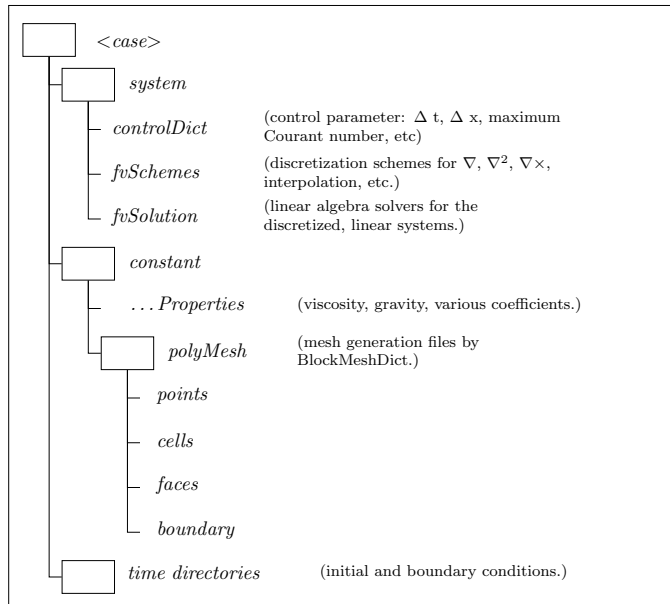 <case>
system
controlDict (control parameter: Δ t, Δ x, maximum
Courant number, etc)
fvSchemes (discretization schemes for ∇, ∇², ∇×,
interpolation, etc.)
fvSolution (linear algebra solvers for the
discretized, linear systems.)
constant
...Properties (viscosity, gravity, various coefficients.)
polyMesh (mesh generation files by
BlockMeshDict.)
points
cells
faces
boundary
time directories (initial and boundary conditions.)